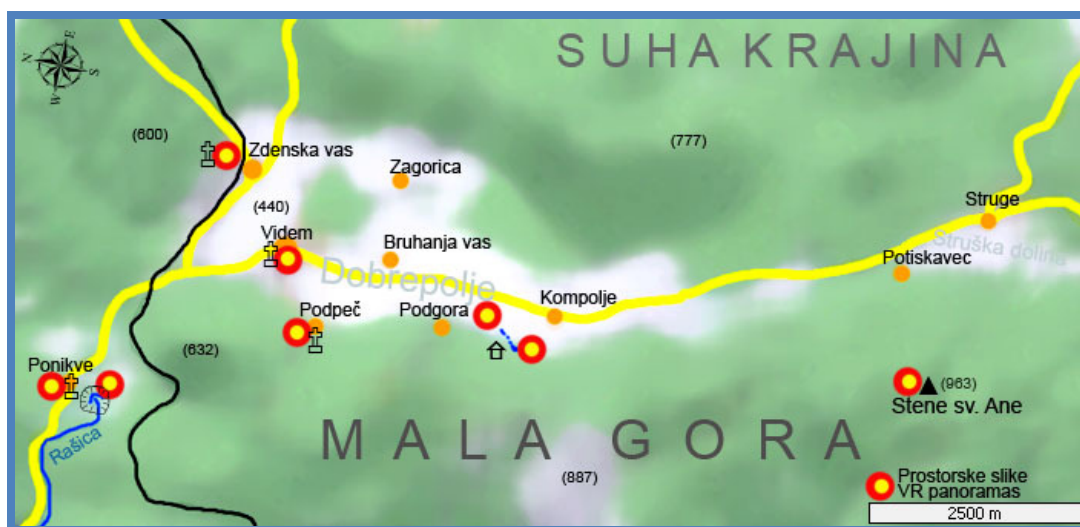 E
N
S
W
SUHA KRAJINA
(600)
Zdenska vas
Zagorica
(777)
(440)
Videm
Bruhanja vas
Struge
Struška dolina
Dobrepolje
Potiskavec
Podpeč
Podgora
Kompolje
(632)
Ponikve
Rašica
(963)
Stene sv. Ane
MALA GORA
(887)
Prostorske slike
VR panoramas
2500 m